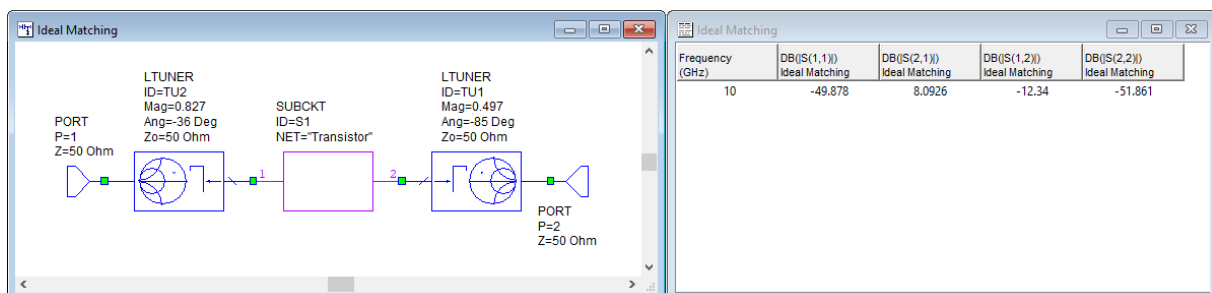 Ideal Matching
PORT
P=1
Z=50 Ohm
LTUNER
ID=TU2
Mag=0.827
Ang=-36 Deg
Zo=50 Ohm
SUBCKT
ID=S1
NET="Transistor"
LTUNER
ID=TU1
Mag=0.497
Ang=-85 Deg
Zo=50 Ohm
1
2
PORT
P=2
Z=50 Ohm
Ideal Matching
Frequency (GHz) DB(|S(1,1)|) Ideal Matching DB(|S(2,1)|) Ideal Matching DB(|S(1,2)|) Ideal Matching DB(|S(2,2)|) Ideal Matching
10 -49.878 8.0926 -12.34 -51.861